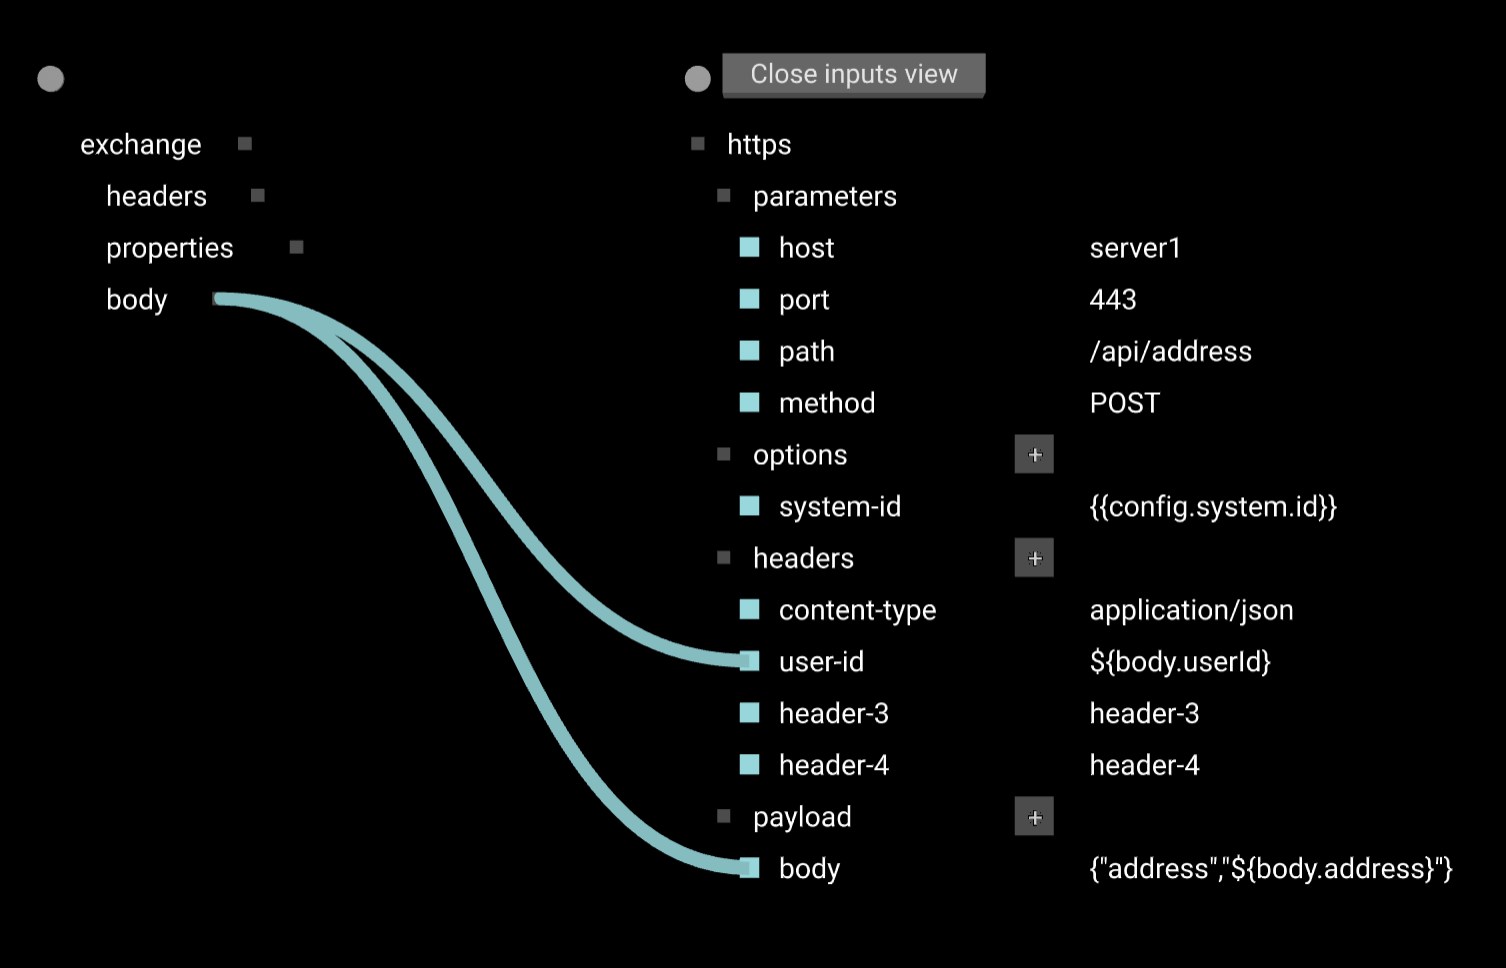 Close inputs view
exchange
headers
properties
body
https
parameters
host server1
port 443
path /api/address
method POST
options +
system-id {{config.system.id}}
headers +
content-type application/json
user-id ${body.userId}
header-3 header-3
header-4 header-4
payload +
body {"address","${body.address}"}